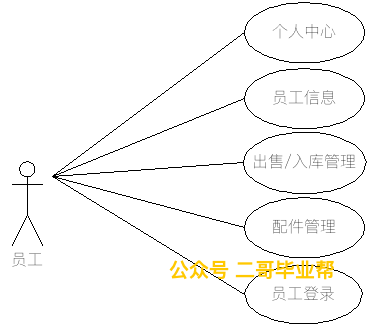 个人中心
员工信息
出售/入库管理
配件管理
员工
公众号 二哥毕业帮
员工登录